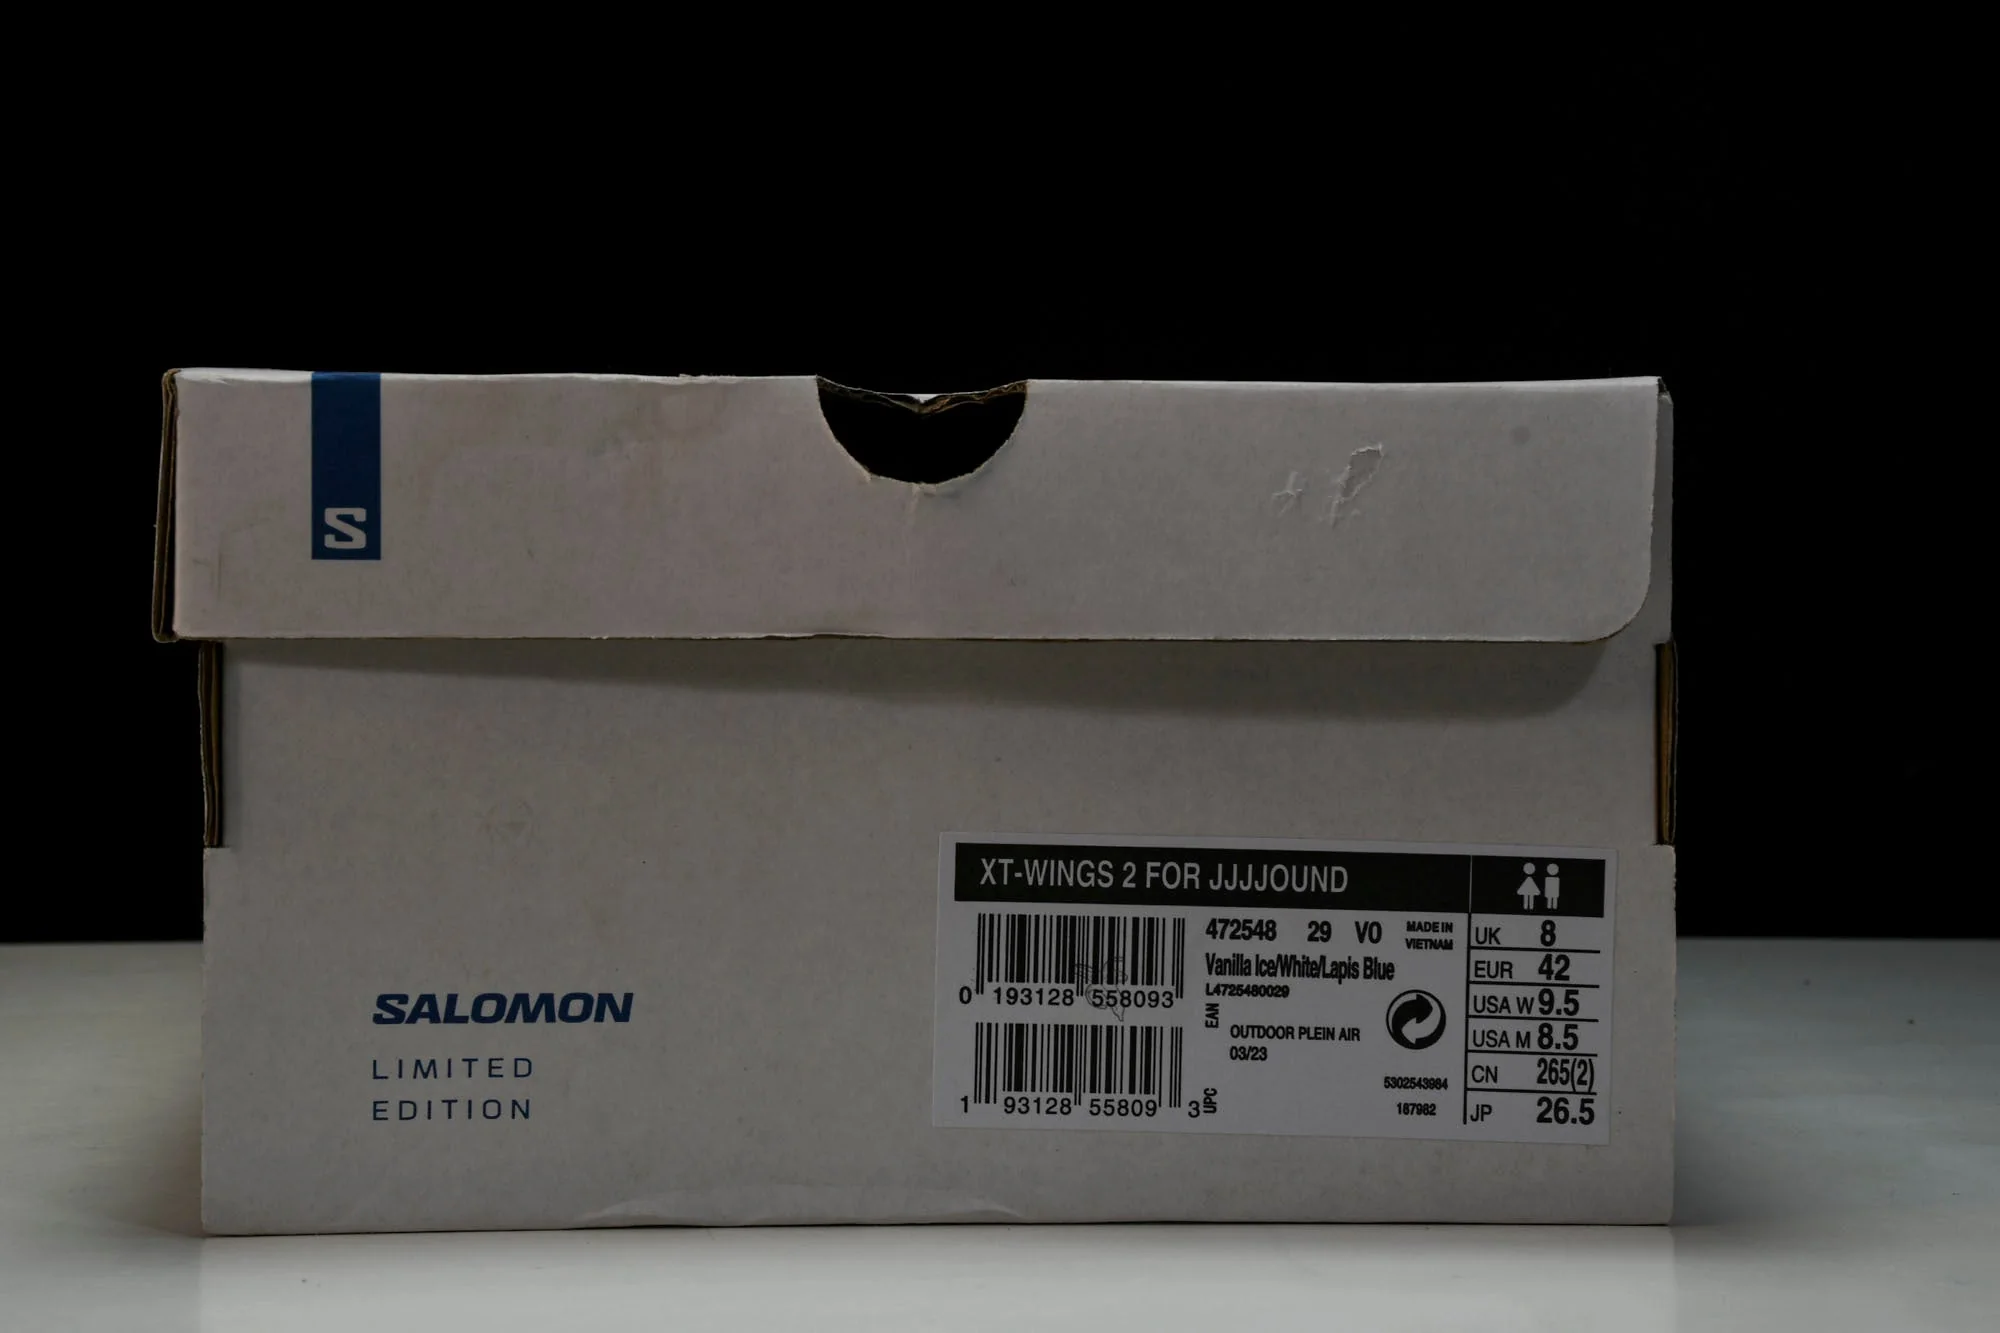 S
SALOMON
LIMITED
EDITION
XT-WINGS 2 FOR JJJJOUND
0 193128 558093
EAN
1 93128 55809 3
UPC
472548 29 VO
MADE IN
VIETNAM
Vanilla Ice/White/Lapis Blue
L4725480029
OUTDOOR PLEIN AIR
03/23
5302543984
187982
UK 8
EUR 42
USA W 9.5
USA M 8.5
CN 265(2)
JP 26.5